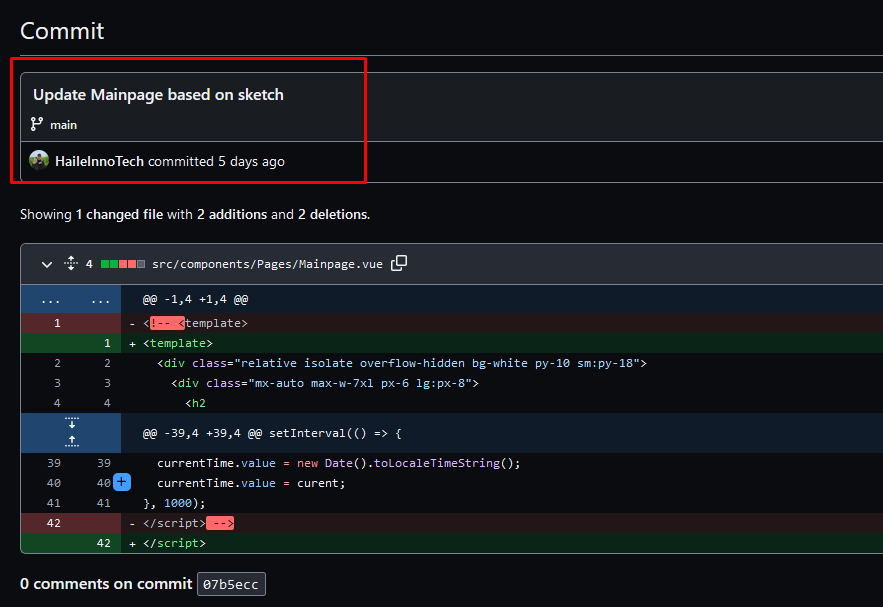 Commit
Update Mainpage based on sketch
main
HaileInnoTech committed 5 days ago
Showing 1 changed file with 2 additions and 2 deletions.
4 src/components/Pages/Mainpage.vue
... ... @@ -1,4 +1,4 @@
1 - <!-- <template>
1 + <template>
2 2 <div class="relative isolate overflow-hidden bg-white py-10 sm:py-18">
3 3 <div class="mx-auto max-w-7xl px-6 lg:px-8">
4 4 <h2
@@ -39,4 +39,4 @@ setInterval(() => {
39 39 currentTime.value = new Date().toLocaleTimeString();
40 40 currentTime.value = curent;
41 41 }, 1000);
42 - </script> -->
42 + </script>
0 comments on commit 07b5ecc